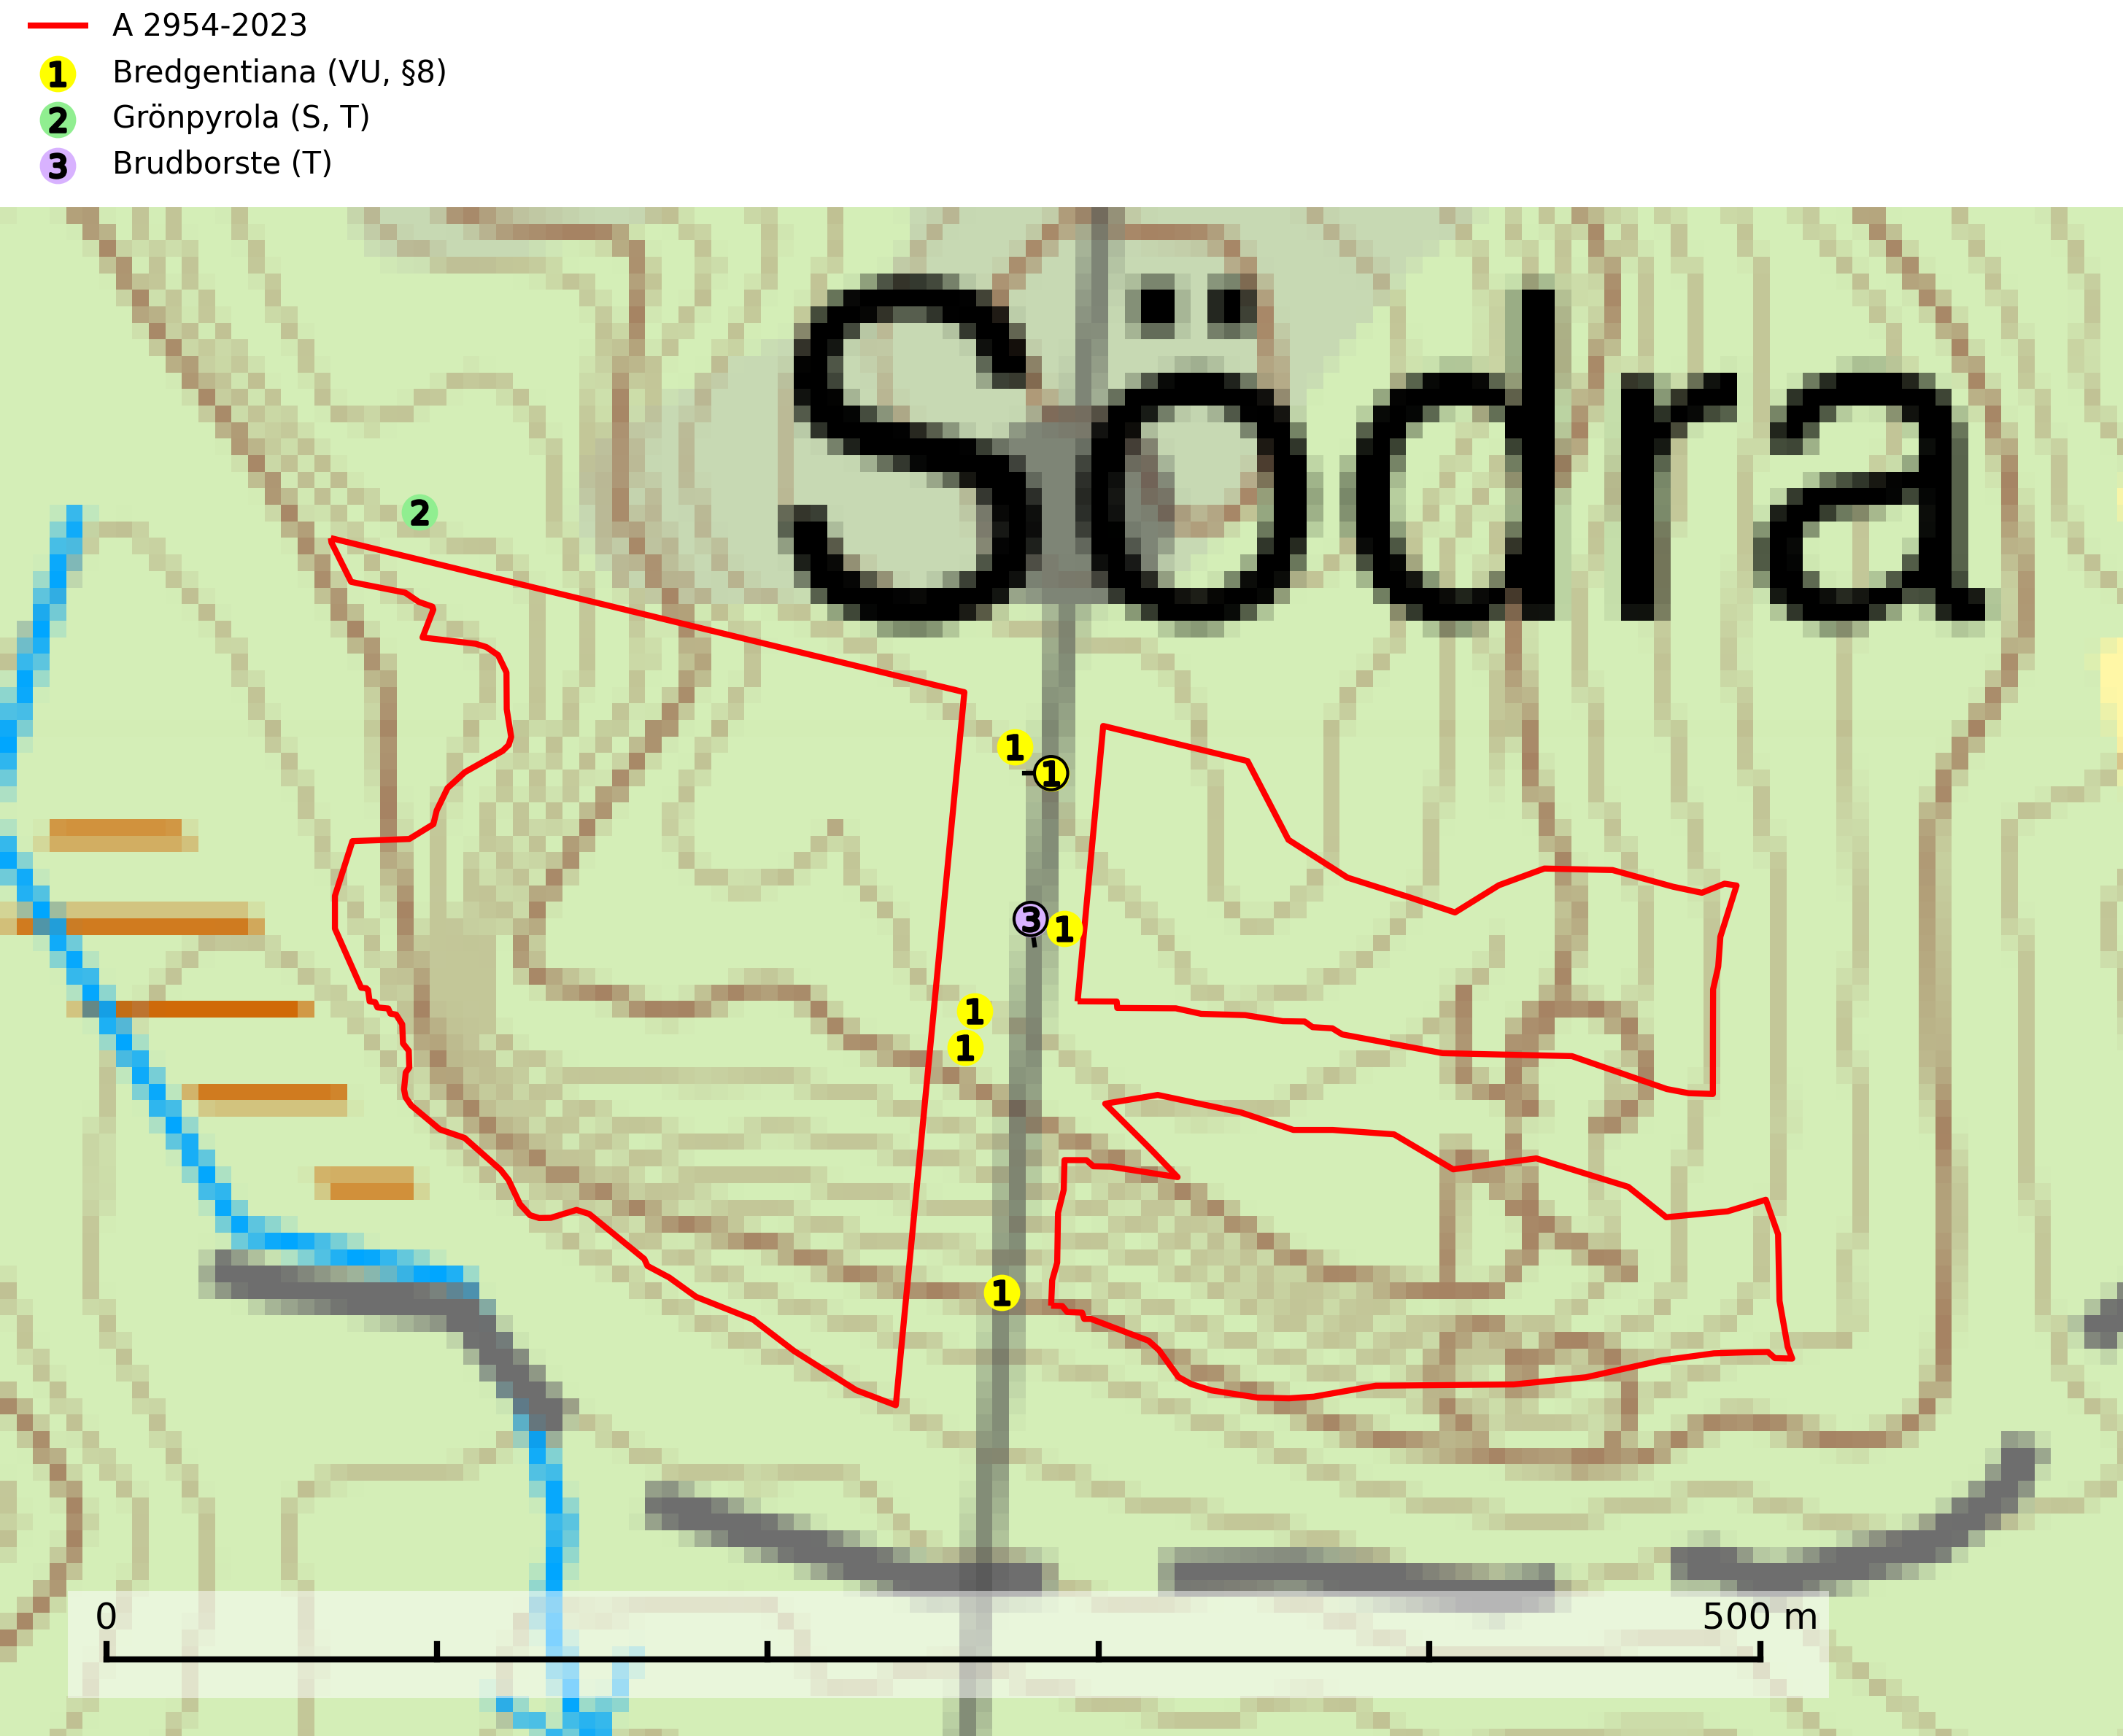 A 2954-2023
1 Bredgentiana (VU, §8)
2 Grönpyrola (S, T)
3 Brudborste (T)
Södra
2
1
1
3 1
1
1
1
0 500 m